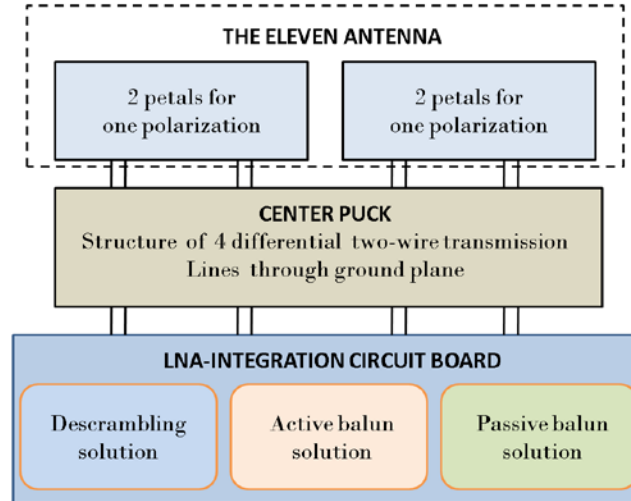 THE ELEVEN ANTENNA
2 petals for
one polarization
2 petals for
one polarization
CENTER PUCK
Structure of 4 differential two-wire transmission
Lines through ground plane
LNA-INTEGRATION CIRCUIT BOARD
Descrambling
solution
Active balun
solution
Passive balun
solution